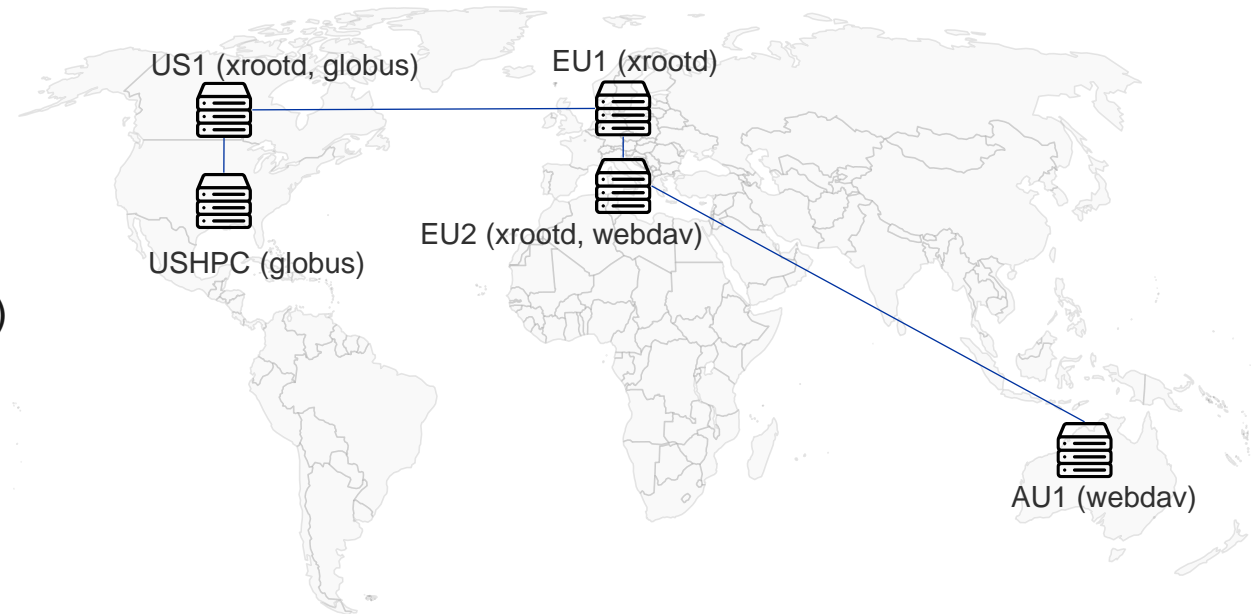 US1 (xrootd, globus)
EU1 (xrootd)
USHPC (globus)
EU2 (xrootd, webdav)
)
AU1 (webdav)